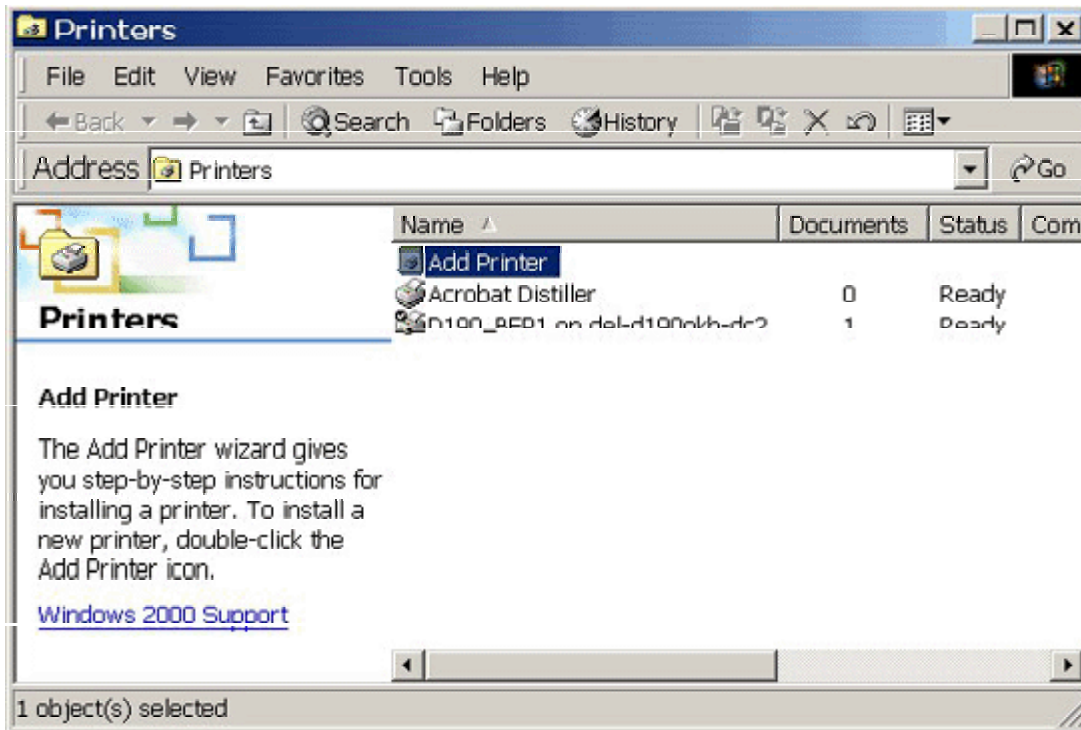 Printers
File Edit View Favorites Tools Help
Back Search Folders History
Address Printers Go
Name Documents Status Com
Add Printer
Acrobat Distiller 0 Ready
on 1 Ready
Printers
Add Printer
The Add Printer wizard gives
you step-by-step instructions for
installing a printer. To install a
new printer, double-click the
Add Printer icon.
Windows 2000 Support
1 object(s) selected